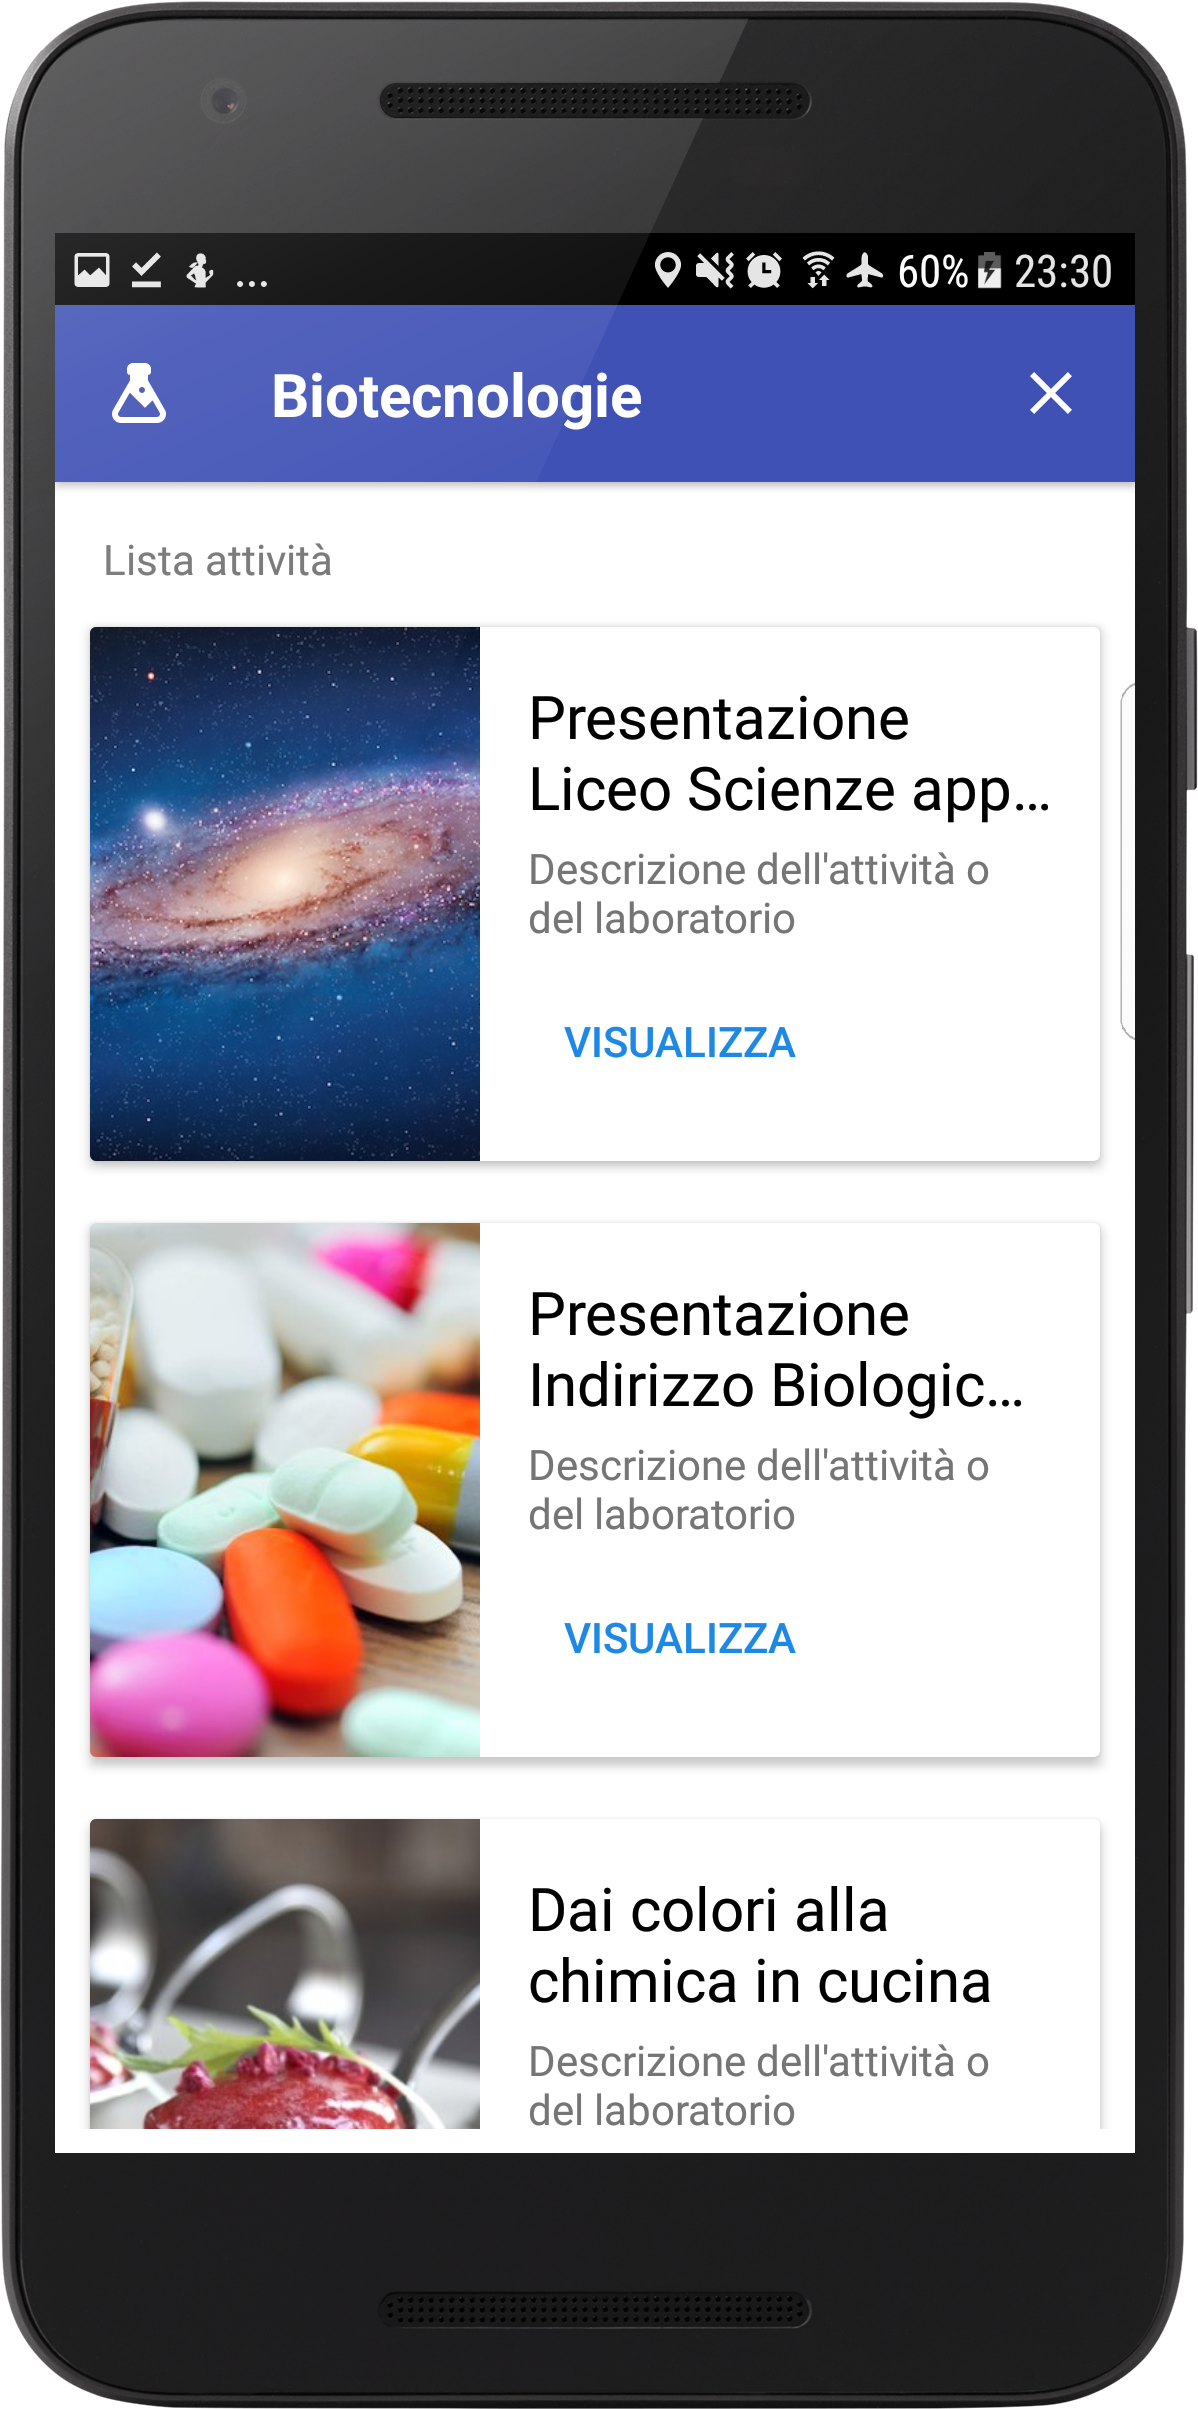 ... 60% 23:30
Biotecnologie
Lista attività
Presentazione
Liceo Scienze app...
Descrizione dell'attività o
del laboratorio
VISUALIZZA
Presentazione
Indirizzo Biologic...
Descrizione dell'attività o
del laboratorio
VISUALIZZA
Dai colori alla
chimica in cucina
Descrizione dell'attività o
del laboratorio